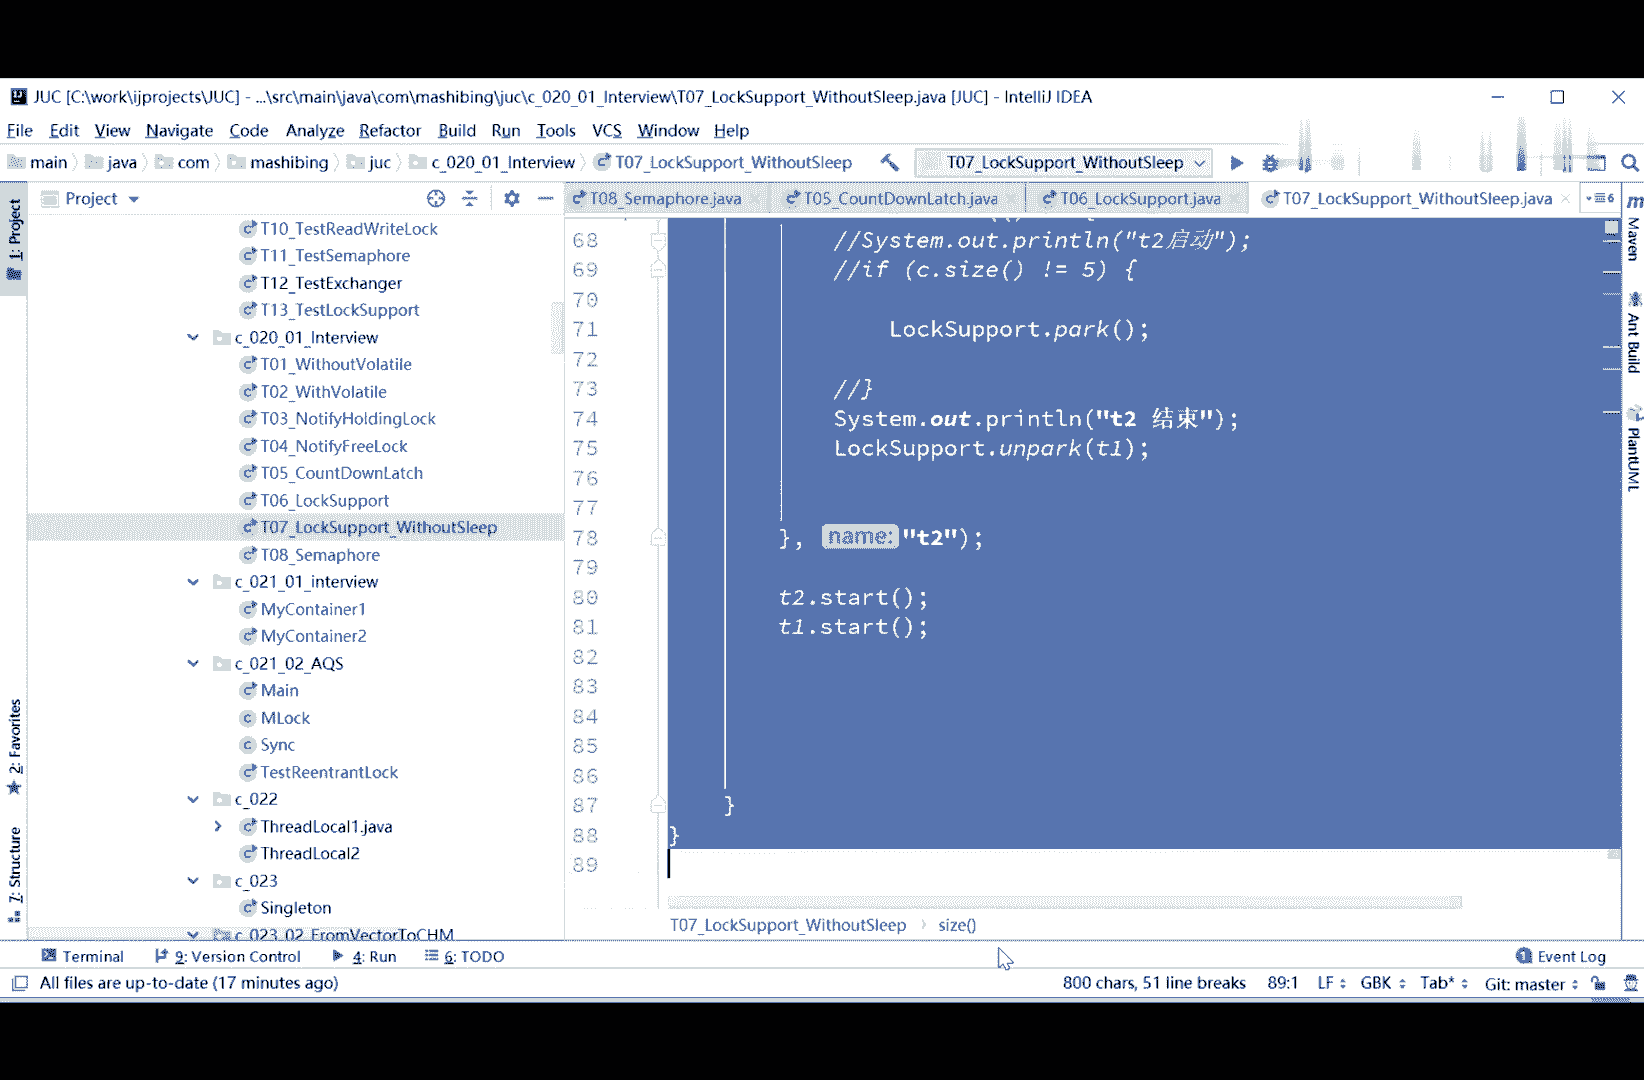 JUC [C:\work\ijprojects\JUC] - ...\src\main\java\com\mashibing\juc\c_020_01_Interview\T07_LockSupport_WithoutSleep.java [JUC] - IntelliJ IDEA
File Edit View Navigate Code Analyze Refactor Build Run Tools VCS Window Help
main java com mashibing juc c_020_01_Interview T07_LockSupport_WithoutSleep T07_LockSupport_WithoutSleep
Project T08_Semaphore.java T05_CountDownLatch.java T06_LockSupport.java T07_LockSupport_WithoutSleep.java 6
1: Project
2: Favorites
7: Structure
T10_TestReadWriteLock
T11_TestSemaphore
T12_TestExchanger
T13_TestLockSupport
c_020_01_Interview
T01_WithoutVolatile
T02_WithVolatile
T03_NotifyHoldingLock
T04_NotifyFreeLock
T05_CountDownLatch
T06_LockSupport
T07_LockSupport_WithoutSleep
T08_Semaphore
c_021_01_interview
MyContainer1
MyContainer2
c_021_02_AQS
Main
MLock
Sync
TestReentrantLock
c_022
ThreadLocal1.java
ThreadLocal2
c_023
Singleton
c_023_02_FromVectorToCHM
68 //System.out.println("t2启动");
69 //if (c.size() != 5) {
70
71 LockSupport.park();
72
73 //}
74 System.out.println("t2 结束");
75 LockSupport.unpark(t1);
76
77
78 }, name: "t2");
79
80 t2.start();
81 t1.start();
82
83
84
85
86
87 }
88 }
89
T07_LockSupport_WithoutSleep size()
m Maven
Ant Build
PlantUML
Terminal 9: Version Control 4: Run 6: TODO 1 Event Log
All files are up-to-date (17 minutes ago) 800 chars, 51 line breaks 89:1 LF GBK Tab* Git: master